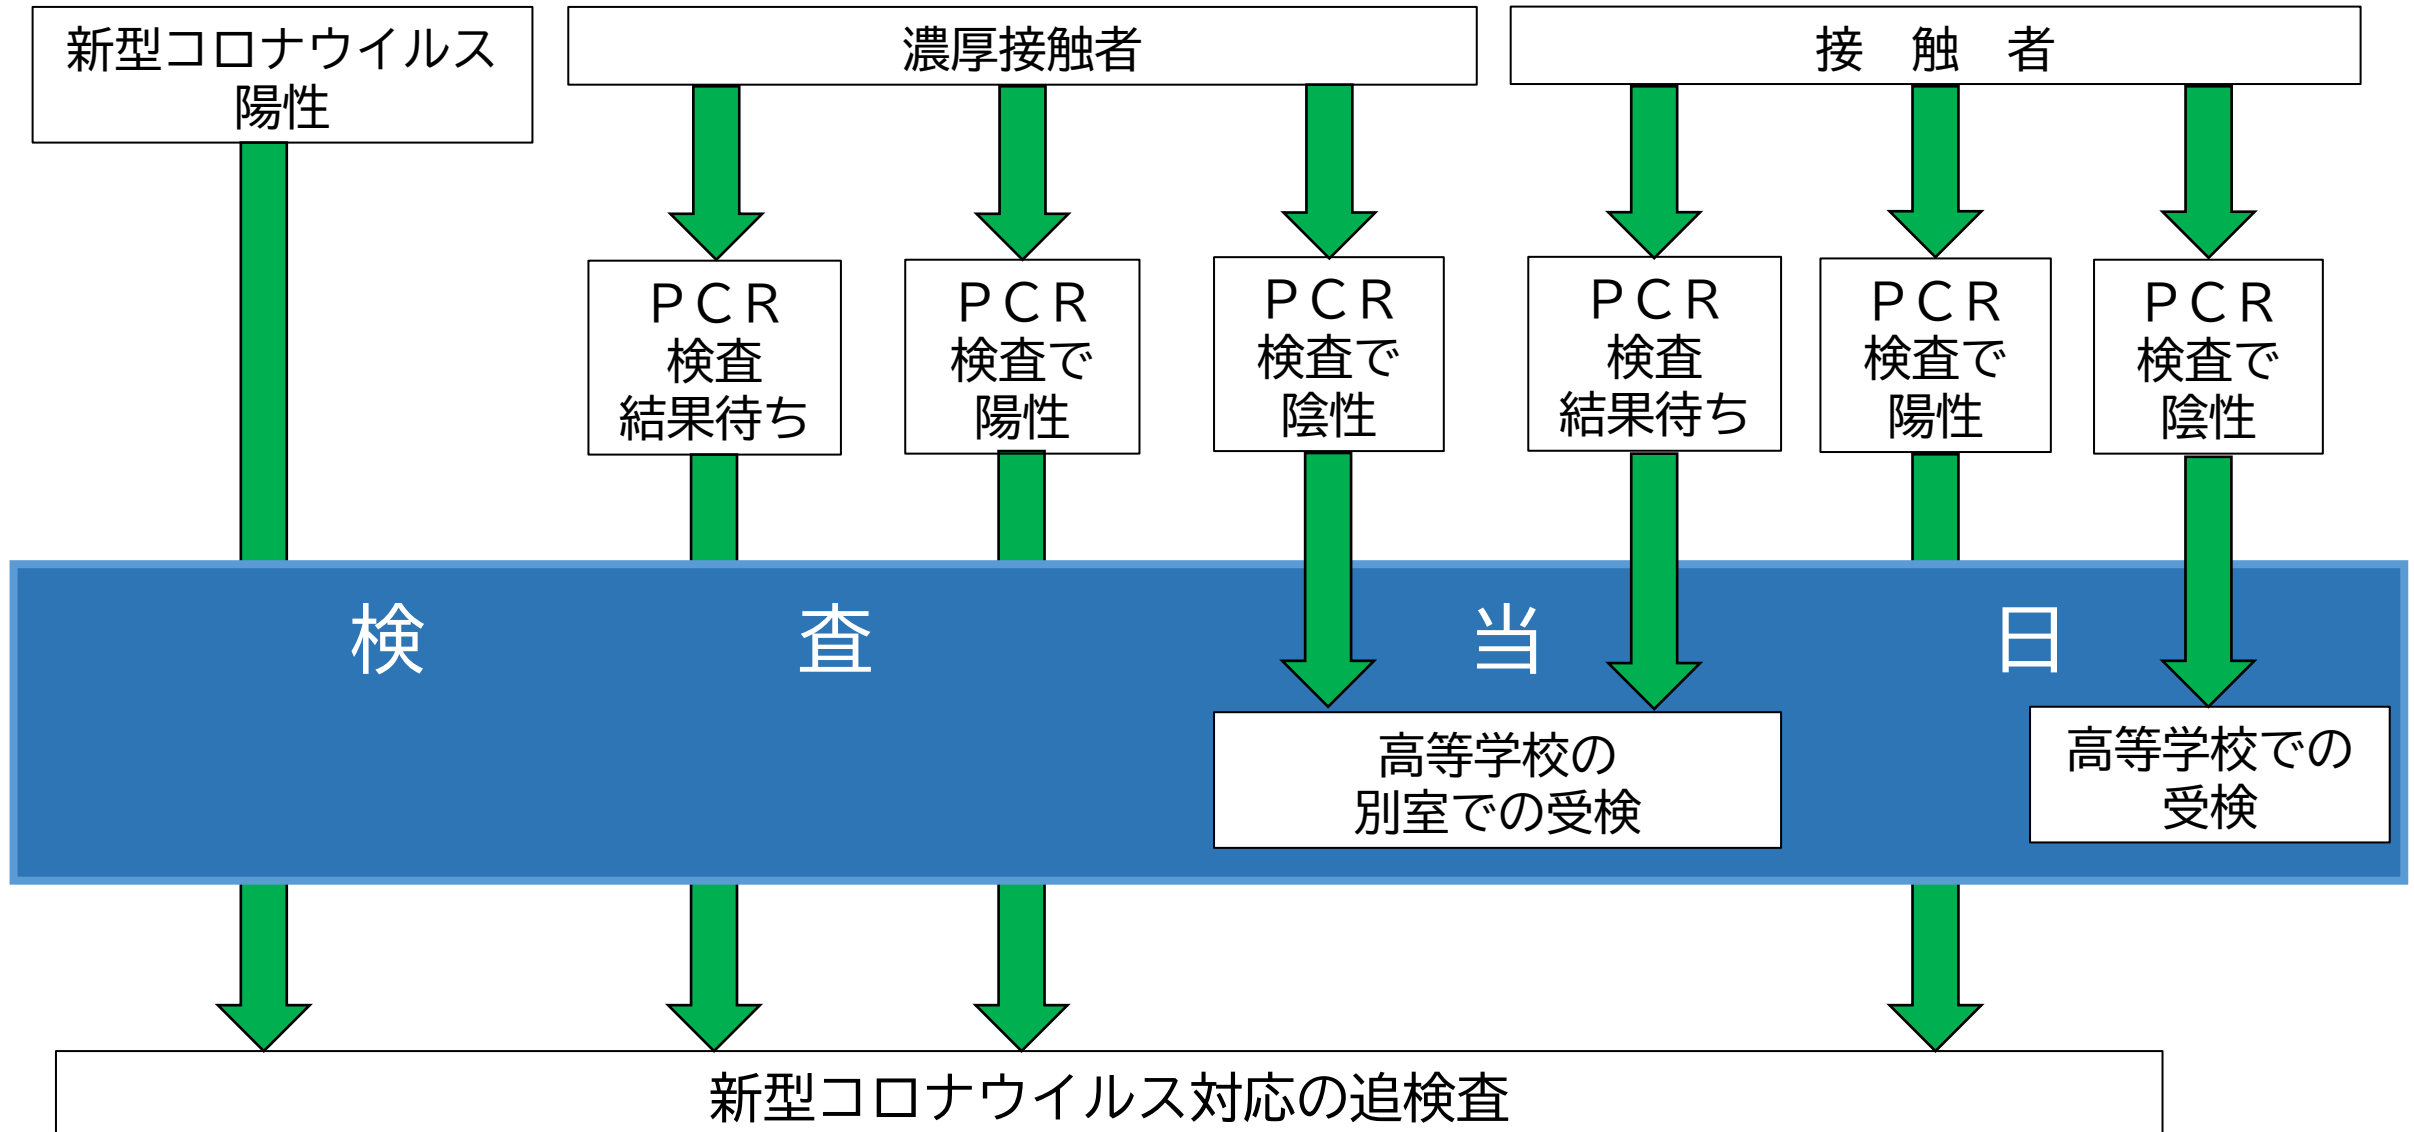 新型コロナウイルス
陽性
濃厚接触者
接　触　者
ＰＣＲ
検査
結果待ち
ＰＣＲ
検査で
陽性
ＰＣＲ
検査で
陰性
ＰＣＲ
検査
結果待ち
ＰＣＲ
検査で
陽性
ＰＣＲ
検査で
陰性
検　査　当　日
高等学校の
別室での受検
高等学校での
受検
新型コロナウイルス対応の追検査